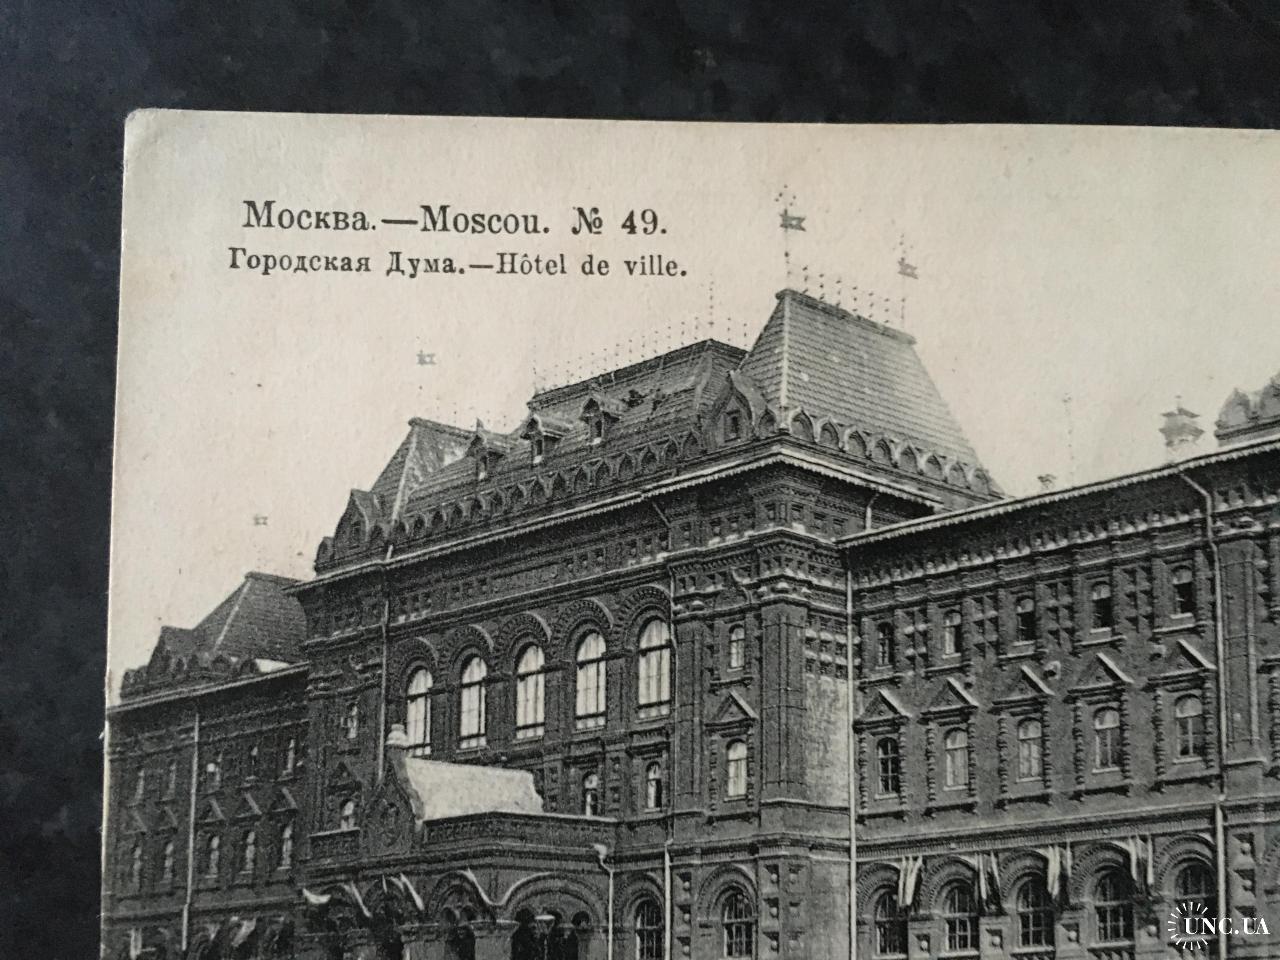 Москва.—Moscou. № 49.
Городская Дума.—Hôtel de ville.
UNC.UA